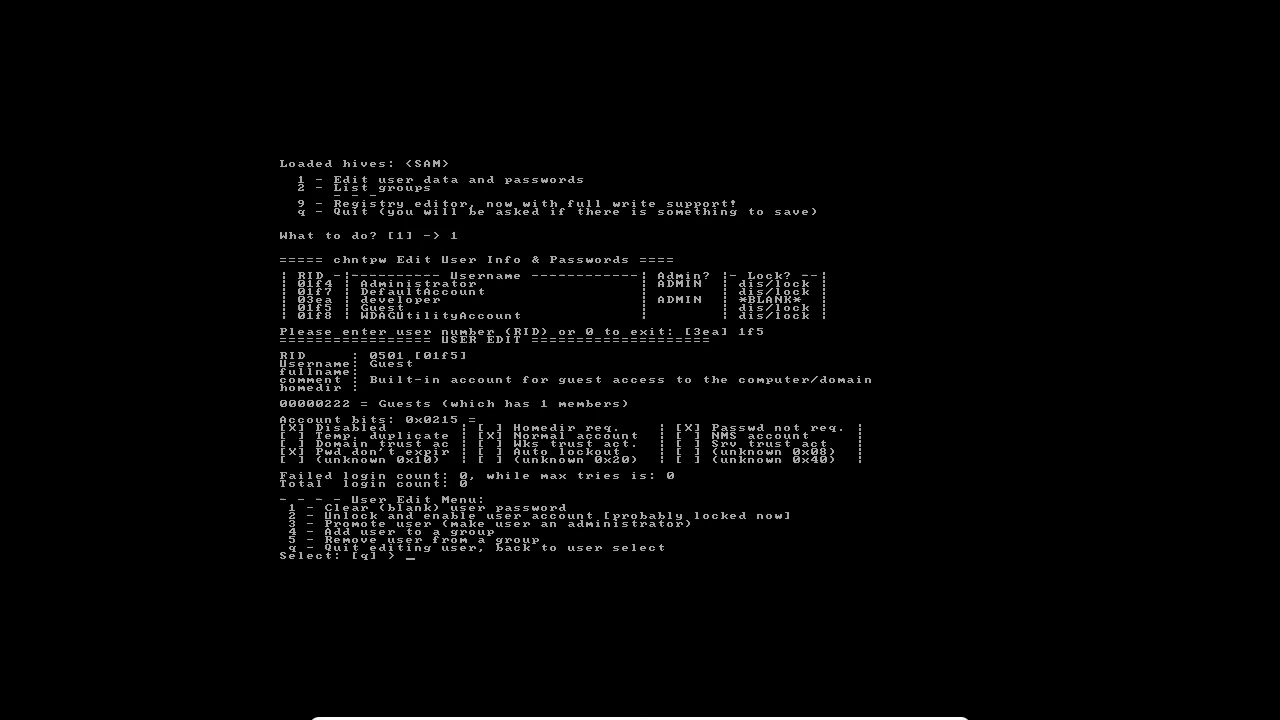 Loaded hives: <SAM>
1 - Edit user data and passwords
2 - List groups
- - -
9 - Registry editor, now with full write support!
q - Quit (you will be asked if there is something to save)
What to do? [1] -> 1
===== chntpw Edit User Info & Passwords ====
| RID -|---------- Username ------------| Admin? |- Lock? --|
| 01f4 | Administrator | ADMIN | dis/lock |
| 01f7 | DefaultAccount | | dis/lock |
| 03ea | developer | ADMIN | *BLANK* |
| 01f5 | Guest | | dis/lock |
| 01f8 | WDAGUtilityAccount | | dis/lock |
Please enter user number (RID) or 0 to exit: [3ea] 1f5
================= USER EDIT ====================
RID : 0501 [01f5]
Username: Guest
fullname:
comment : Built-in account for guest access to the computer/domain
homedir :
00000222 = Guests (which has 1 members)
Account bits: 0x0215 =
[X] Disabled | [ ] Homedir req. | [X] Passwd not req. |
[ ] Temp. duplicate | [X] Normal account | [ ] NMS account |
[ ] Domain trust ac | [ ] Wks trust act. | [ ] Srv trust act |
[X] Pwd don't expir | [ ] Auto lockout | [ ] (unknown 0x08) |
[ ] (unknown 0x10) | [ ] (unknown 0x20) | [ ] (unknown 0x40) |
Failed login count: 0, while max tries is: 0
Total login count: 0
- - - - User Edit Menu:
1 - Clear (blank) user password
2 - Unlock and enable user account [probably locked now]
3 - Promote user (make user an administrator)
4 - Add user to a group
5 - Remove user from a group
q - Quit editing user, back to user select
Select: [q] > _